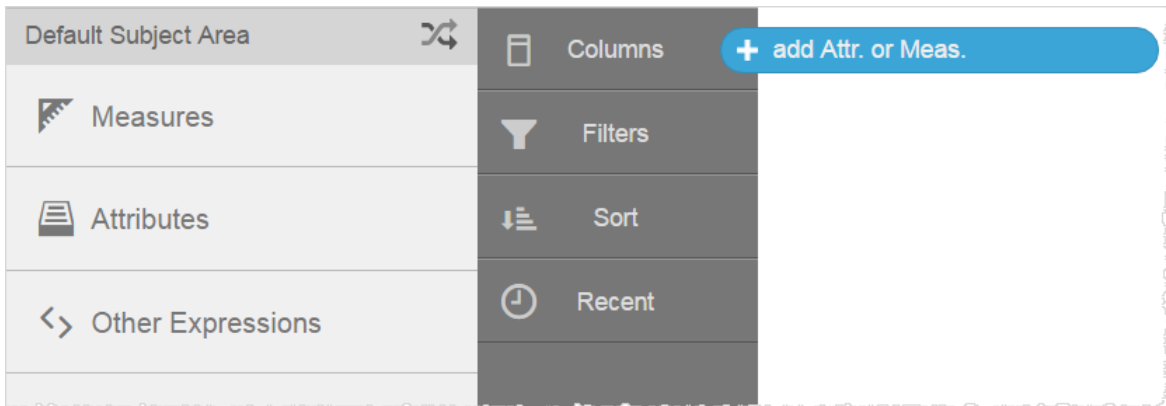 Default Subject Area
Measures
Attributes
Other Expressions
Columns
Filters
Sort
Recent
add Attr. or Meas.